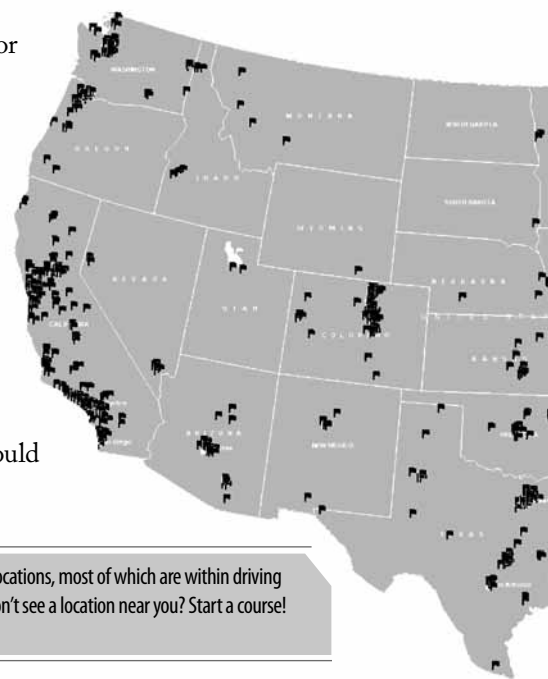 or
WASHINGTON
MONTANA
NORTH DAKOTA
OREGON
IDAHO
SOUTH DAKOTA
WYOMING
NEBRASKA
NEVADA
UTAH
COLORADO
CALIFORNIA
KANSAS
ARIZONA
NEW MEXICO
TEXAS
ould
ocations, most of which are within driving
on't see a location near you? Start a course!